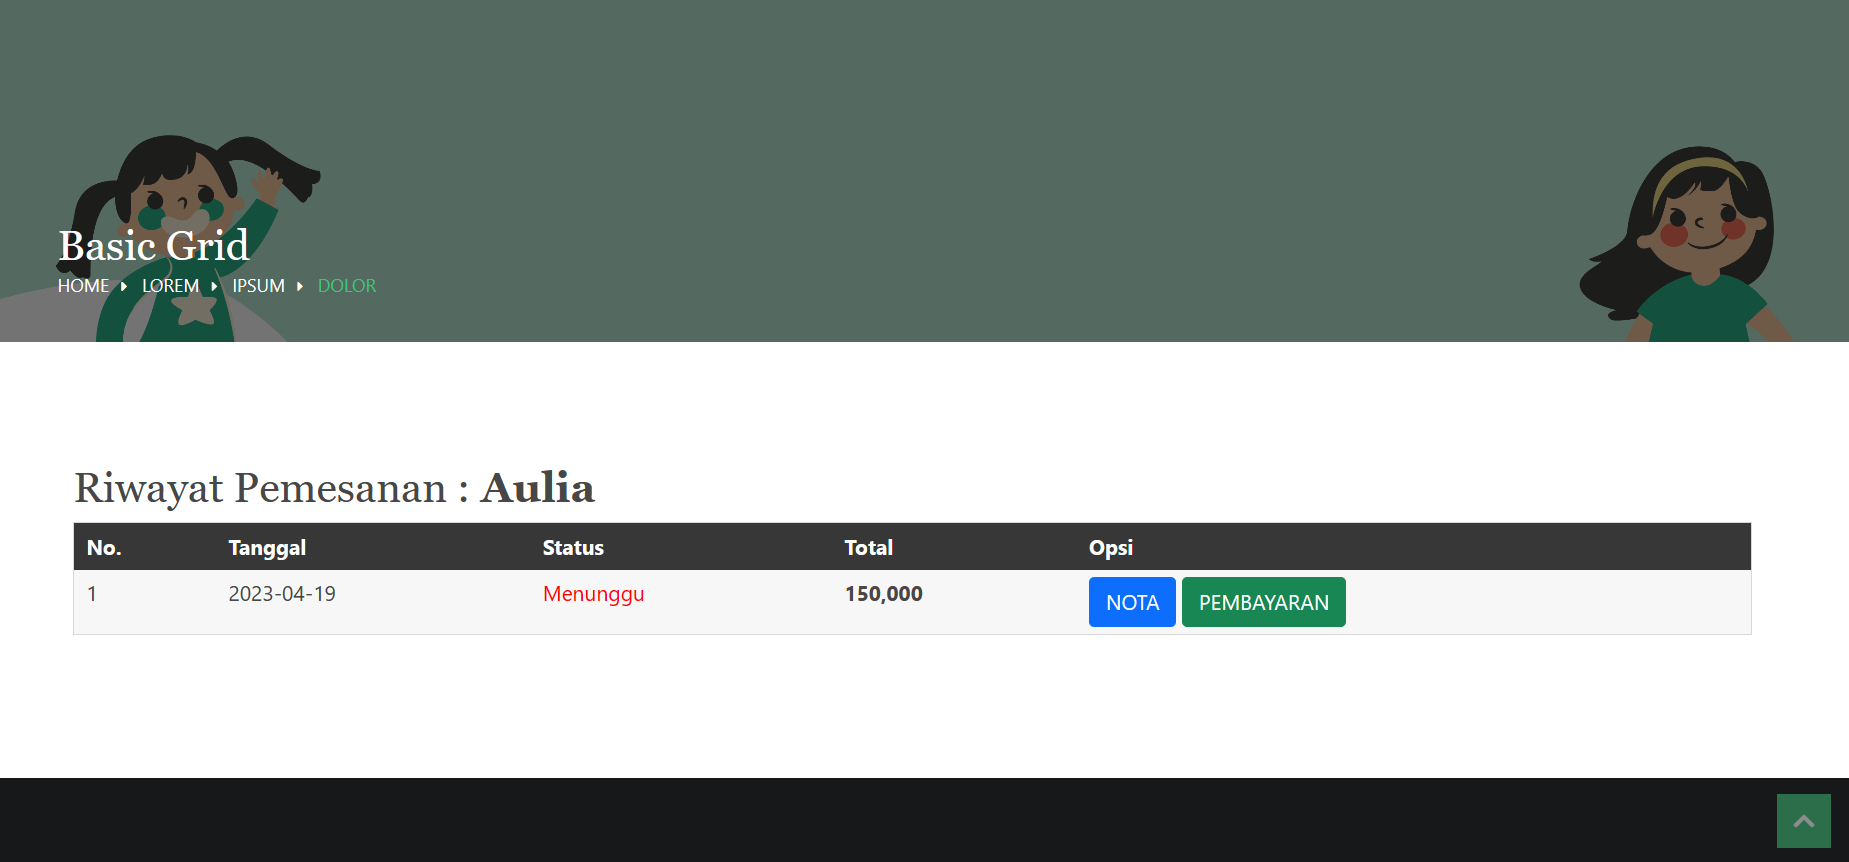 Basic Grid
HOME LOREM IPSUM DOLOR
Riwayat Pemesanan : Aulia
No. Tanggal Status Total Opsi
1 2023-04-19 Menunggu 150,000 NOTA PEMBAYARAN